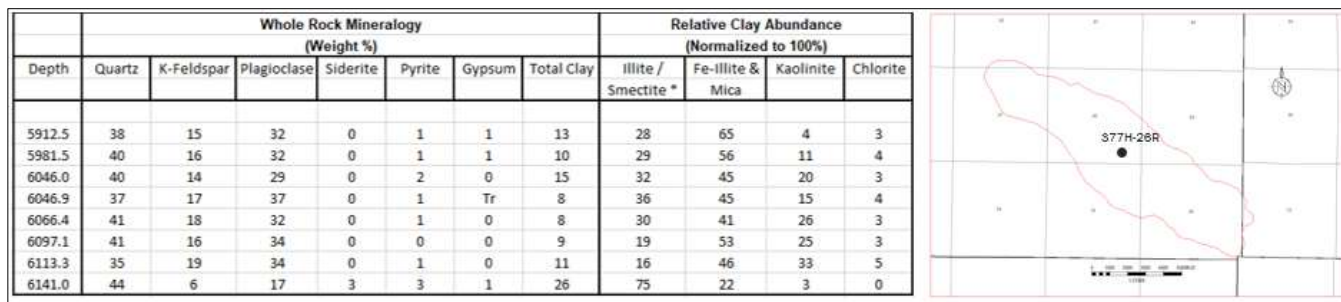 Whole Rock Mineralogy Relative Clay Abundance
(Weight %) (Normalized to 100%)
Depth Quartz K-Feldspar Plagioclase Siderite Pyrite Gypsum Total Clay Illite / Fe-Illite & Kaolinite Chlorite
Smectite * Mica
5912.5 38 15 32 0 1 1 13 28 65 4 3
5981.5 40 16 32 0 1 1 10 29 56 11 4
6046.0 40 14 29 0 2 0 15 32 45 20 3
6046.9 37 17 37 0 1 Tr 8 36 45 15 4
6066.4 41 18 32 0 1 0 8 30 41 26 3
6097.1 41 16 34 0 0 0 9 19 53 25 3
6113.3 35 19 34 0 1 0 11 16 46 33 5
6141.0 44 6 17 3 3 1 26 75 22 3 0
N
S77H-26R